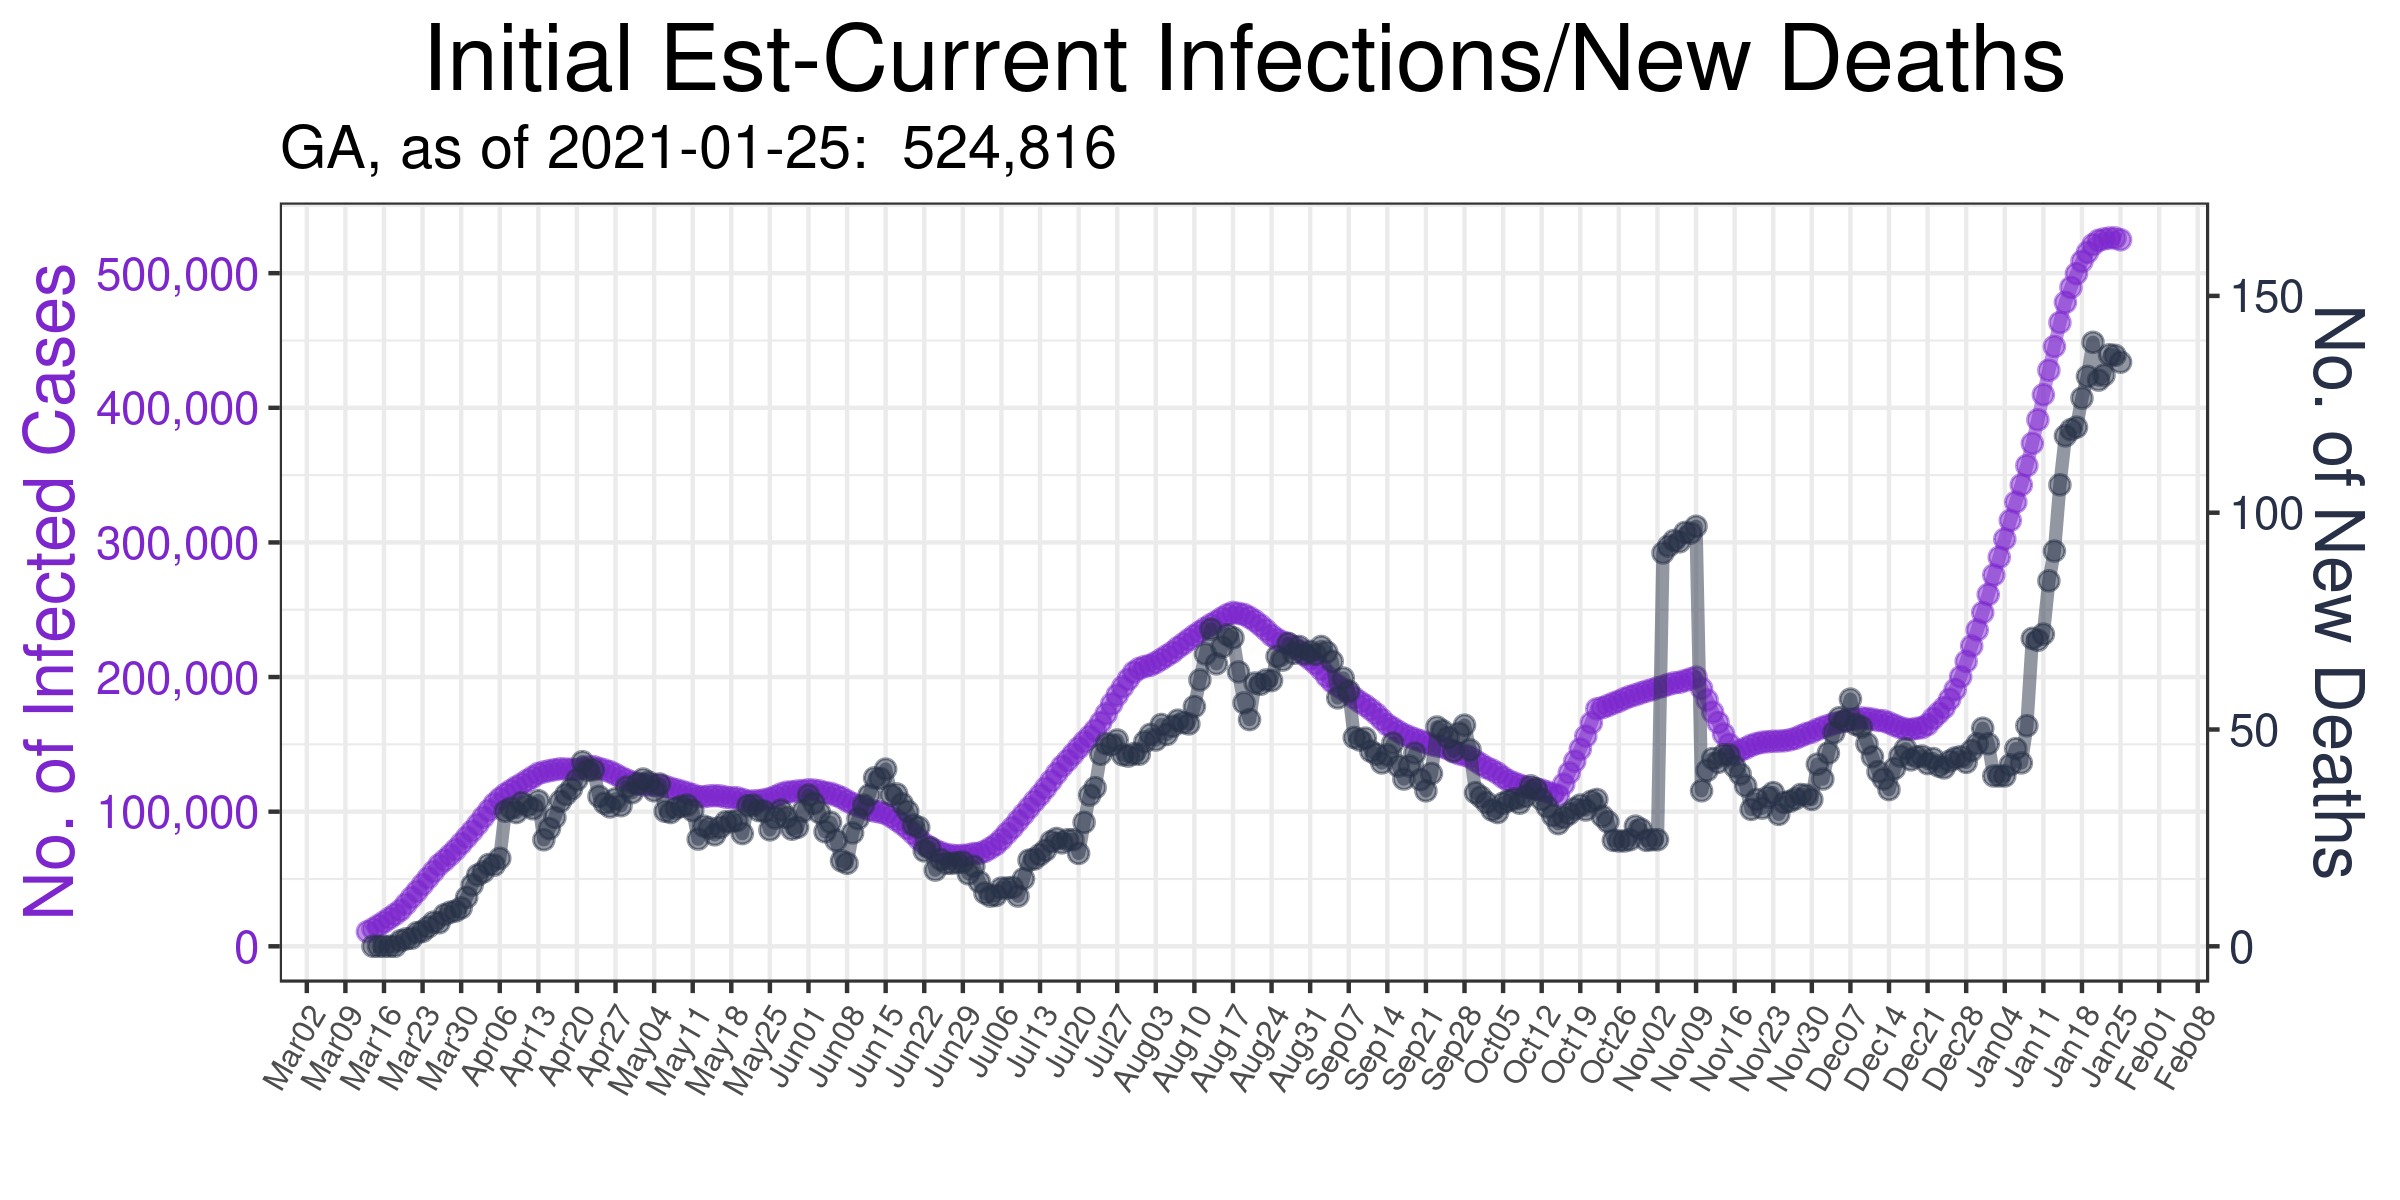 Initial Est-Current Infections/New Deaths
GA, as of 2021-01-25:  524,816
No. of Infected Cases
500,000
400,000
300,000
200,000
100,000
0
150
100
50
0
No. of New Deaths
Mar02
Mar09
Mar16
Mar23
Mar30
Apr06
Apr13
Apr20
Apr27
May04
May11
May18
May25
Jun01
Jun08
Jun15
Jun22
Jun29
Jul06
Jul13
Jul20
Jul27
Aug03
Aug10
Aug17
Aug24
Aug31
Sep07
Sep14
Sep21
Sep28
Oct05
Oct12
Oct19
Oct26
Nov02
Nov09
Nov16
Nov23
Nov30
Dec07
Dec14
Dec21
Dec28
Jan04
Jan11
Jan18
Jan25
Feb01
Feb08